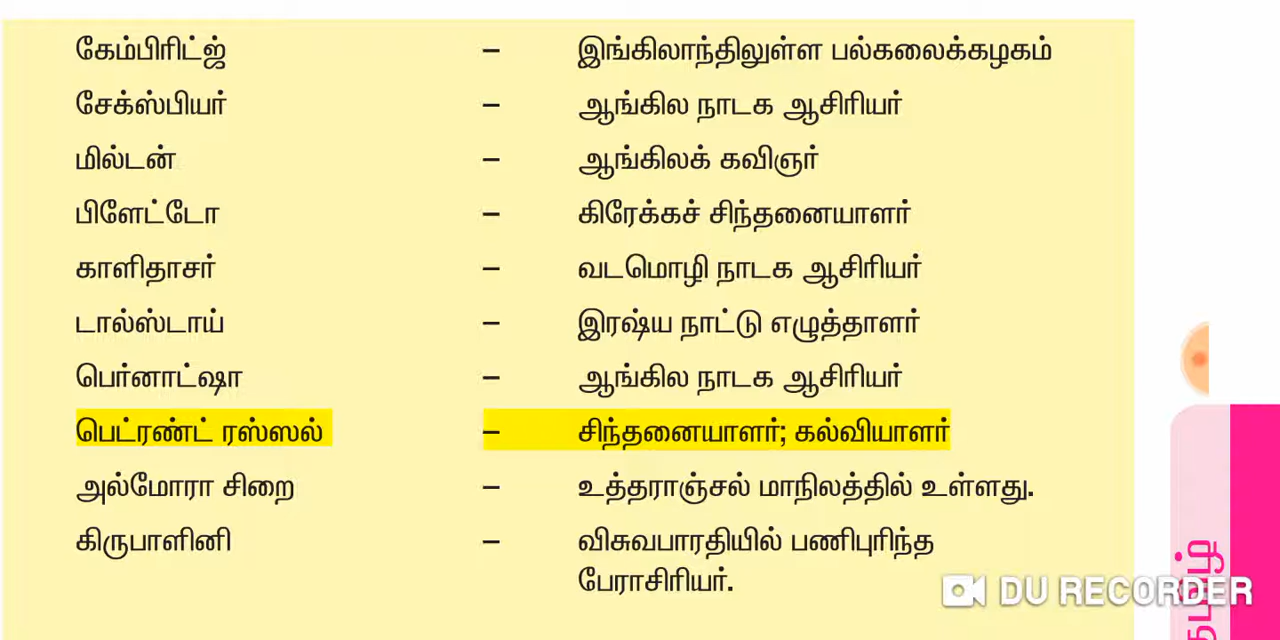 கேம்பிரிட்ஜ் – இங்கிலாந்திலுள்ள பல்கலைக்கழகம்
சேக்ஸ்பியர் – ஆங்கில நாடக ஆசிரியர்
மில்டன் – ஆங்கிலக் கவிஞர்
பிளேட்டோ – கிரேக்கச் சிந்தனையாளர்
காளிதாசர் – வடமொழி நாடக ஆசிரியர்
டால்ஸ்டாய் – இரஷ்ய நாட்டு எழுத்தாளர்
பெர்னாட்ஷா – ஆங்கில நாடக ஆசிரியர்
பெட்ரண்ட் ரஸ்ஸல் – சிந்தனையாளர்; கல்வியாளர்
அல்மோரா சிறை – உத்தராஞ்சல் மாநிலத்தில் உள்ளது.
கிருபாளினி – விசுவபாரதியில் பணிபுரிந்த
பேராசிரியர்.
DU RECORDER